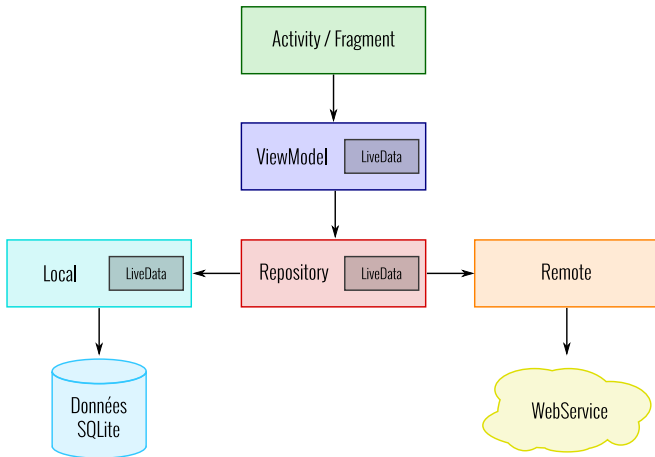 Activity / Fragment
ViewModel
LiveData
Local
LiveData
Repository
LiveData
Remote
Données
SQLite
WebService